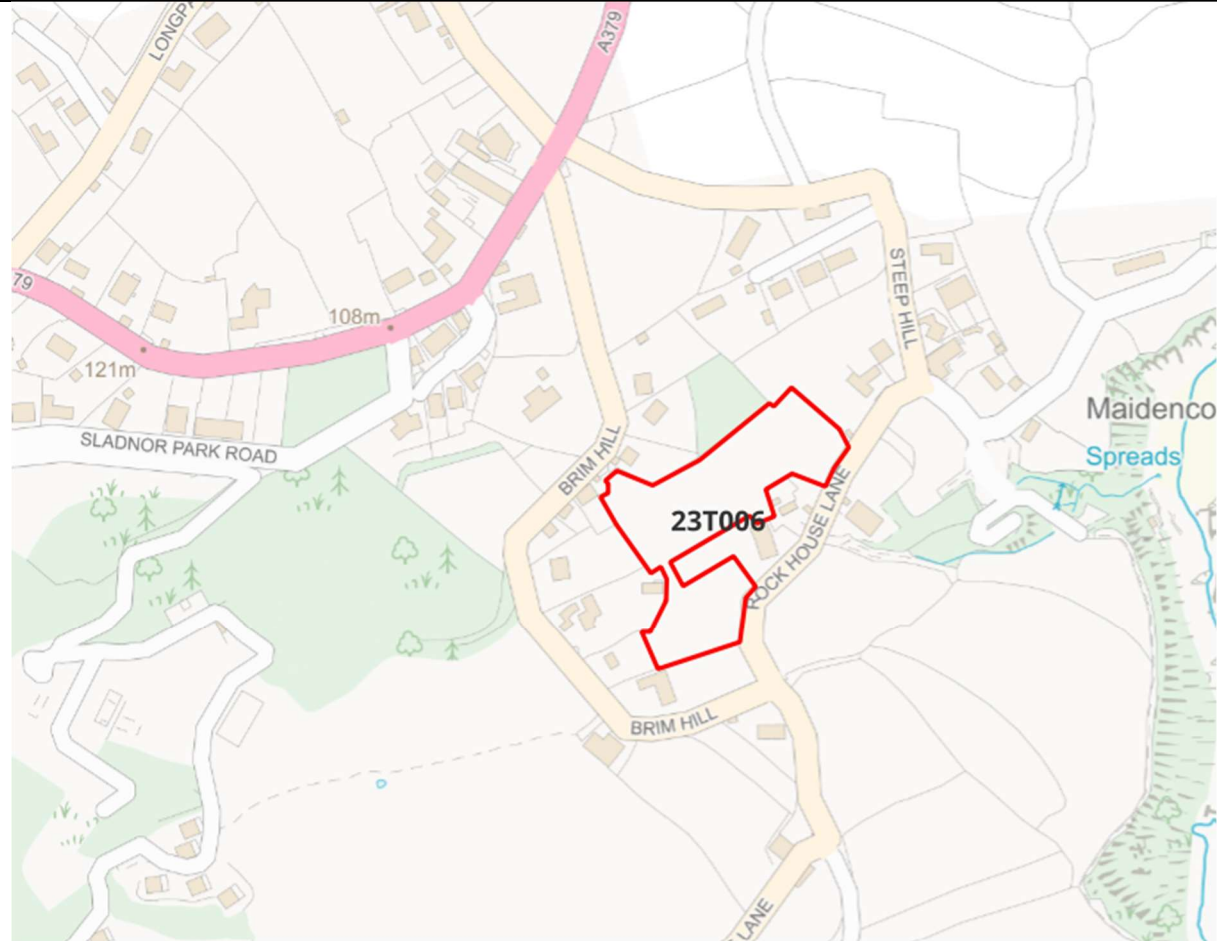 LONGPA
A379
STEEP HILL
108m
79
121m
Maidenco
SLADNOR PARK ROAD
BRIM HILL
Spreads
23T006
ROCK HOUSE LANE
BRIM HILL
LANE